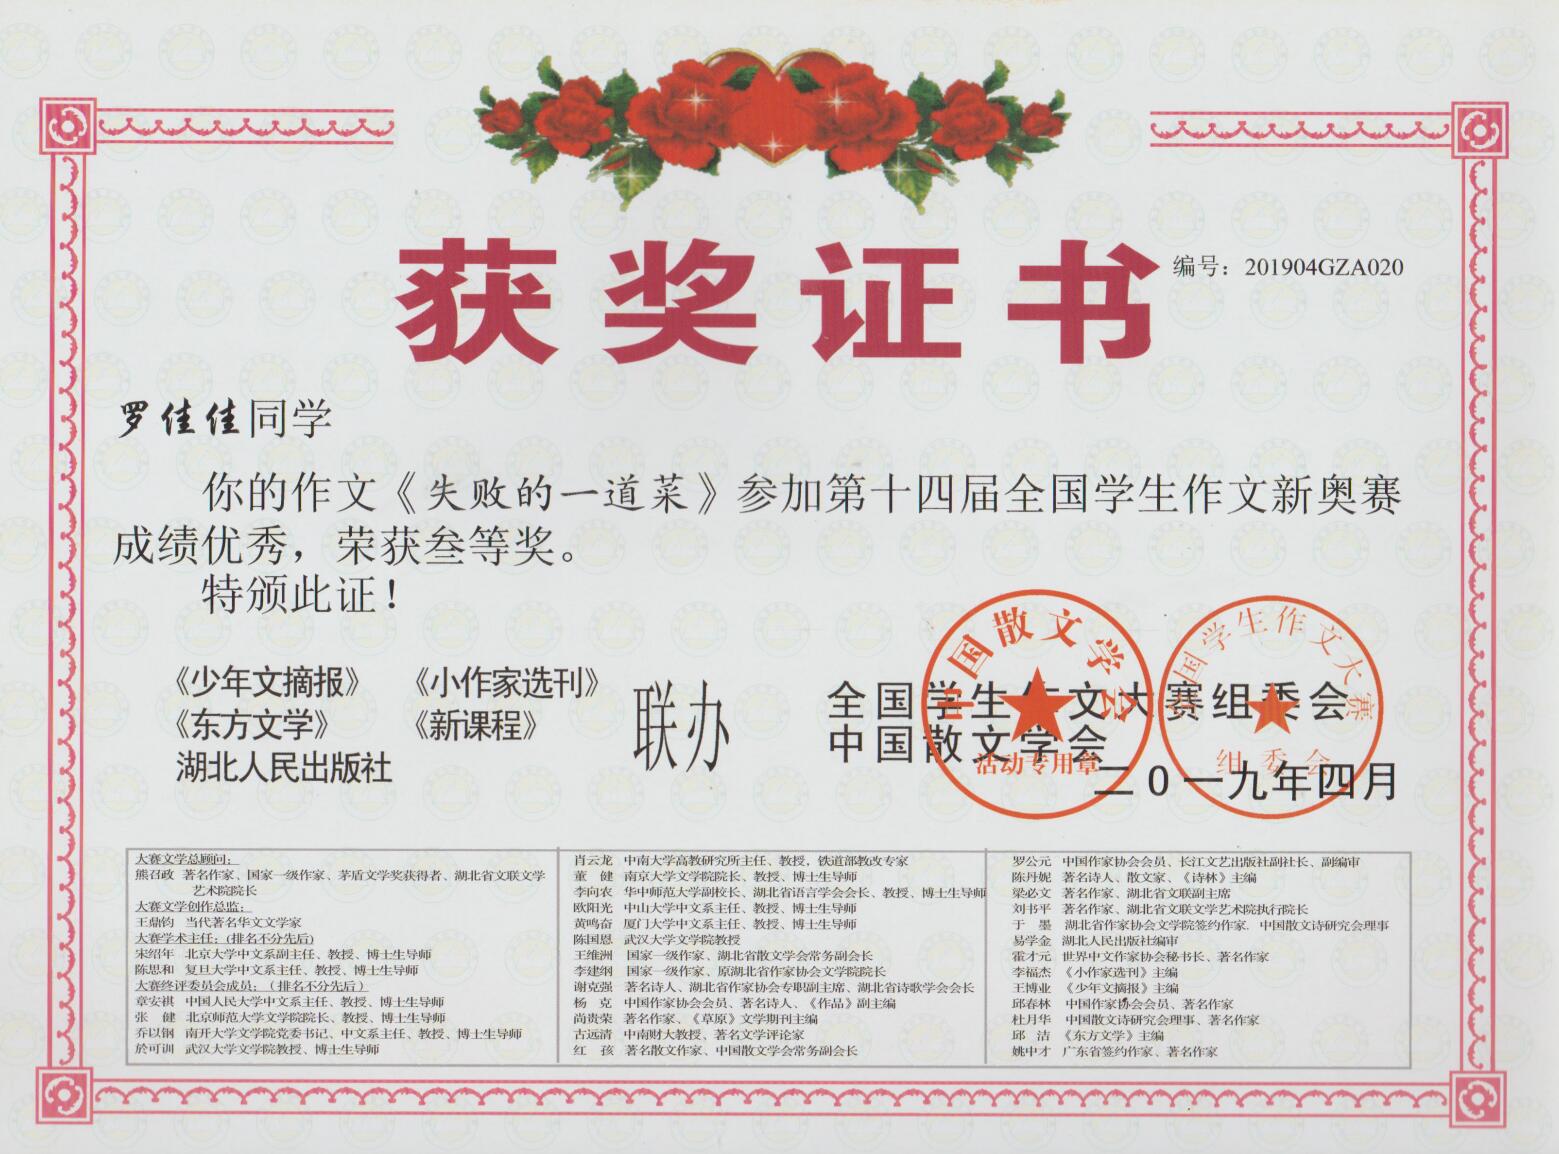 获奖证书
编号：201904GZA020
罗佳佳同学
你的作文《失败的一道菜》参加第十四届全国学生作文新奥赛
成绩优秀，荣获叁等奖。
特颁此证！
《少年文摘报》 《小作家选刊》
《东方文学》 《新课程》
湖北人民出版社
联办
全国学生作文大赛组委会
中国散文学会
二0一九年四月
中国散文学会
活动专用章
国学生作文大赛
组委会
大赛文学总顾问：
熊召政 著名作家、国家一级作家、茅盾文学奖获得者、湖北省文联文学
艺术院院长
大赛文学创作总监：
王鼎钧 当代著名华文文学家
大赛学术主任：(排名不分先后)
宋绍年 北京大学中文系副主任、教授、博士生导师
陈思和 复旦大学中文系主任、教授、博士生导师
大赛终评委员会成员：（排名不分先后）
章安祺 中国人民大学中文系主任、教授、博士生导师
张 健 北京师范大学文学院院长、教授、博士生导师
乔以钢 南开大学文学院党委书记、中文系主任、教授、博士生导师
於可训 武汉大学文学院教授、博士生导师
肖云龙 中南大学高教研究所主任、教授，铁道部教改专家
董 健 南京大学文学院院长、教授、博士生导师
李向农 华中师范大学副校长、湖北省语言学会会长、教授、博士生导师
欧阳光 中山大学中文系主任、教授、博士生导师
黄鸣奋 厦门大学中文系主任、教授、博士生导师
陈国恩 武汉大学文学院教授
王维洲 国家一级作家、湖北省散文学会常务副会长
李建纲 国家一级作家、原湖北省作家协会文学院院长
谢克强 著名诗人、湖北省作家协会专职副主席、湖北省诗歌学会会长
杨 克 中国作家协会会员、著名诗人、《作品》副主编
尚贵荣 著名作家、《草原》文学期刊主编
古远清 中南财大教授、著名文学评论家
红 孩 著名散文作家、中国散文学会常务副会长
罗公元 中国作家协会会员、长江文艺出版社副社长、副编审
陈丹妮 著名诗人、散文家、《诗林》主编
梁必文 著名作家、湖北省文联副主席
刘书平 著名作家、湖北省文联文学艺术院执行院长
于 墨 湖北省作家协会文学院签约作家、中国散文诗研究会理事
易学金 湖北人民出版社编审
霍才元 世界中文作家协会秘书长、著名作家
李福杰 《小作家选刊》主编
王博业 《少年文摘报》主编
邱春林 中国作家协会会员、著名作家
杜月华 中国散文诗研究会理事、著名作家
邱 洁 《东方文学》主编
姚中才 广东省签约作家、著名作家